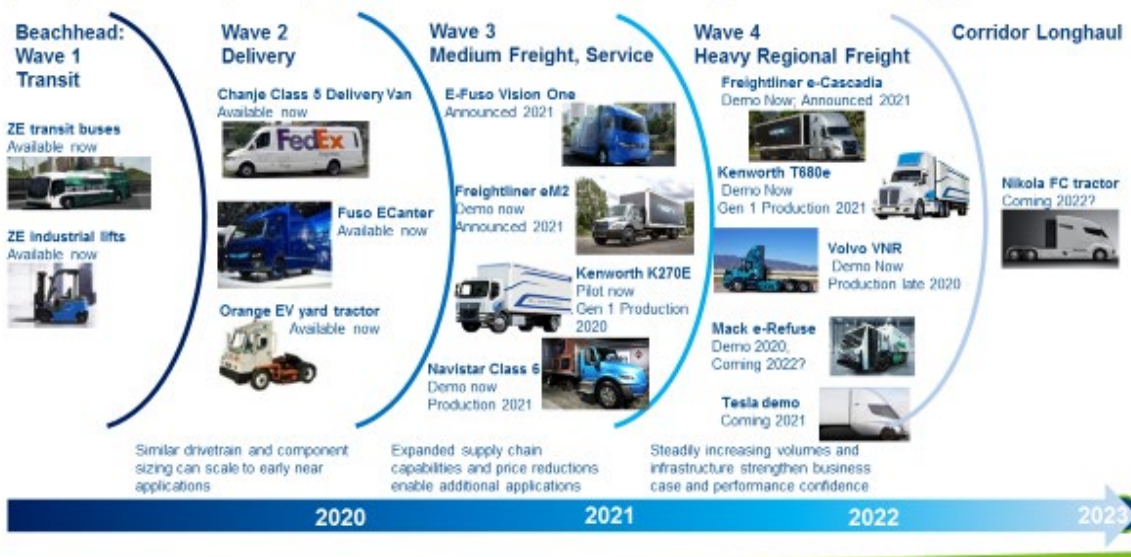 Beachhead:
Wave 1
Transit
ZE transit buses
Available now
ZE industrial lifts
Available now
Wave 2
Delivery
Chanje Class 5 Delivery Van
Available now
FedEx
Fuso ECanter
Available now
Orange EV yard tractor
Available now
Wave 3
Medium Freight, Service
E-Fuso Vision One
Announced 2021
Freightliner eM2
Demo now
Announced 2021
Kenworth K270E
Pilot now
Gen 1 Production
2020
Navistar Class 6
Demo now
Production 2021
Wave 4
Heavy Regional Freight
Freightliner e-Cascadia
Demo Now; Announced 2021
Kenworth T680e
Demo Now
Gen 1 Production 2021
Volvo VNR
Demo Now
Production late 2020
Mack e-Refuse
Demo 2020,
Coming 2022?
Tesla demo
Coming 2021
Corridor Longhaul
Nikola FC tractor
Coming 2022?
Similar drivetrain and component
sizing can scale to early near
applications
Expanded supply chain
capabilities and price reductions
enable additional applications
Steadily increasing volumes and
infrastructure strengthen business
case and performance confidence
2020
2021
2022
2023